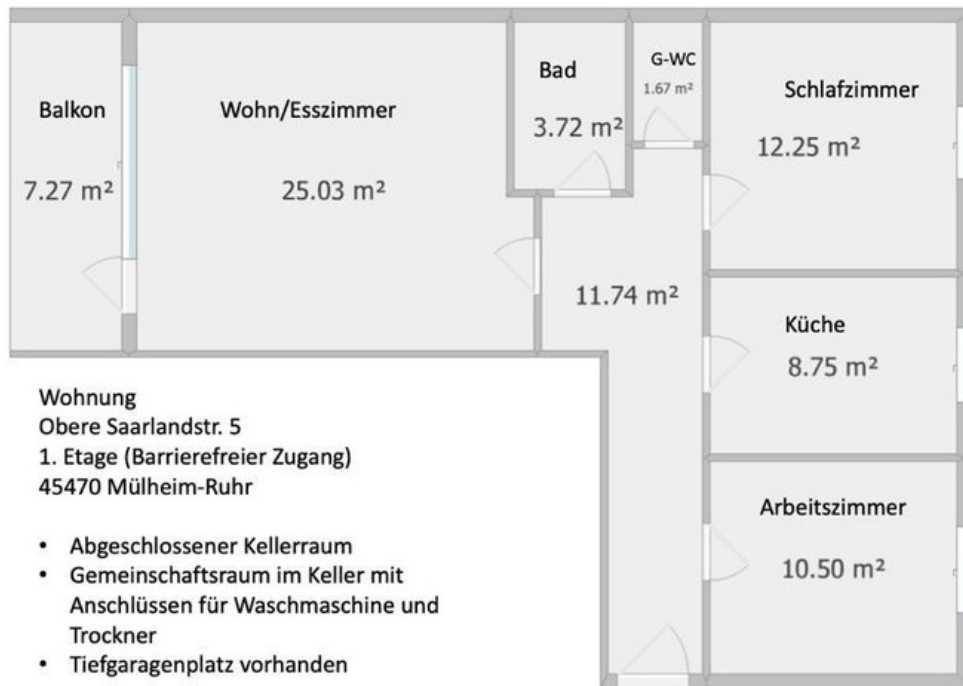 Balkon
7.27 m²
Wohn/Esszimmer
25.03 m²
Bad
3.72 m²
G-WC
1.67 m²
Schlafzimmer
12.25 m²
11.74 m²
Küche
8.75 m²
Arbeitszimmer
10.50 m²
Wohnung
Obere Saarlandstr. 5
1. Etage (Barrierefreier Zugang)
45470 Mülheim-Ruhr
• Abgeschlossener Kellerraum
• Gemeinschaftsraum im Keller mit
Anschlüssen für Waschmaschine und
Trockner
• Tiefgaragenplatz vorhanden